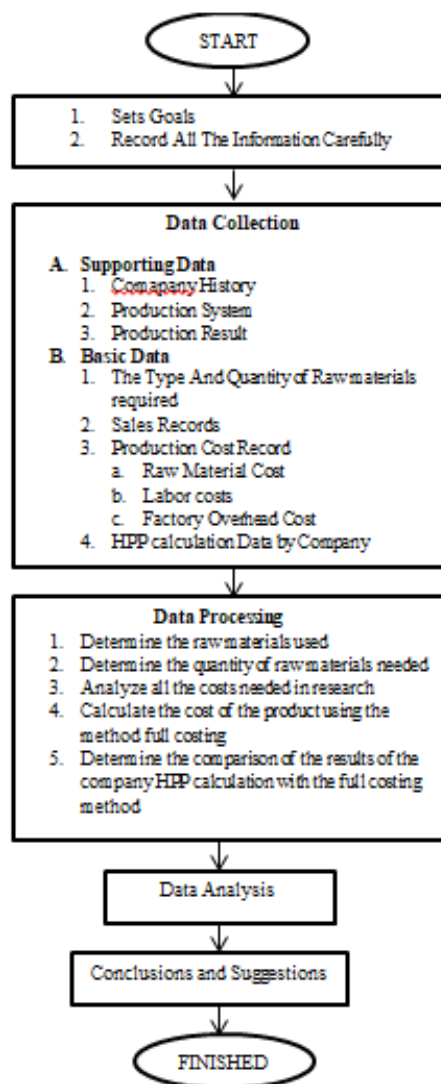 START
1. Sets Goals
2. Record All The Information Carefully
Data Collection
A. Supporting Data
1. Comapany History
2. Production System
3. Production Result
B. Basic Data
1. The Type And Quantity of Raw materials
required
2. Sales Records
3. Production Cost Record
a. Raw Material Cost
b. Labor costs
c. Factory Overhead Cost
4. HPP calculation Data by Company
Data Processing
1. Determine the raw materials used
2. Determine the quantity of raw materials needed
3. Analyze all the costs needed in research
4. Calculate the cost of the product using the
method full costing
5. Determine the comparison of the results of the
company HPP calculation with the full costing
method
Data Analysis
Conclusions and Suggestions
FINISHED